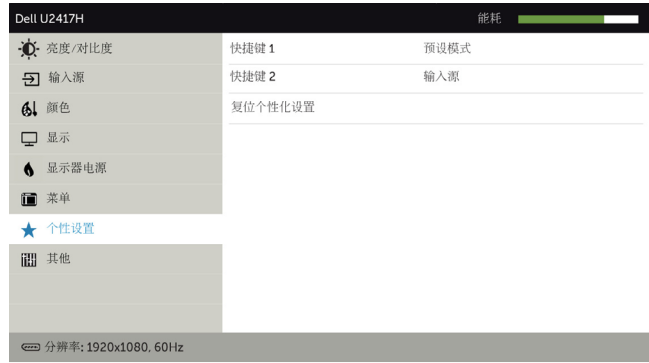 Dell U2417H 能耗
亮度/对比度 快捷键 1 预设模式
输入源 快捷键 2 输入源
颜色 复位个性化设置
显示
显示器电源
菜单
个性设置
其他
分辨率: 1920x1080, 60Hz